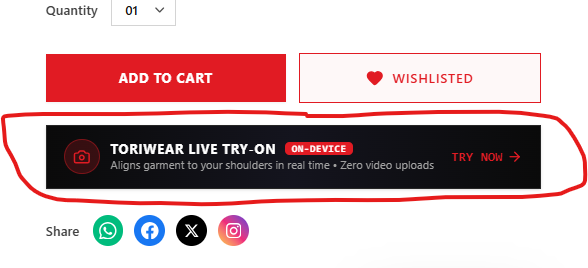 Quantity 01
ADD TO CART WISHLISTED
TORIWEAR LIVE TRY-ON ON-DEVICE
Aligns garment to your shoulders in real time • Zero video uploads TRY NOW →
Share